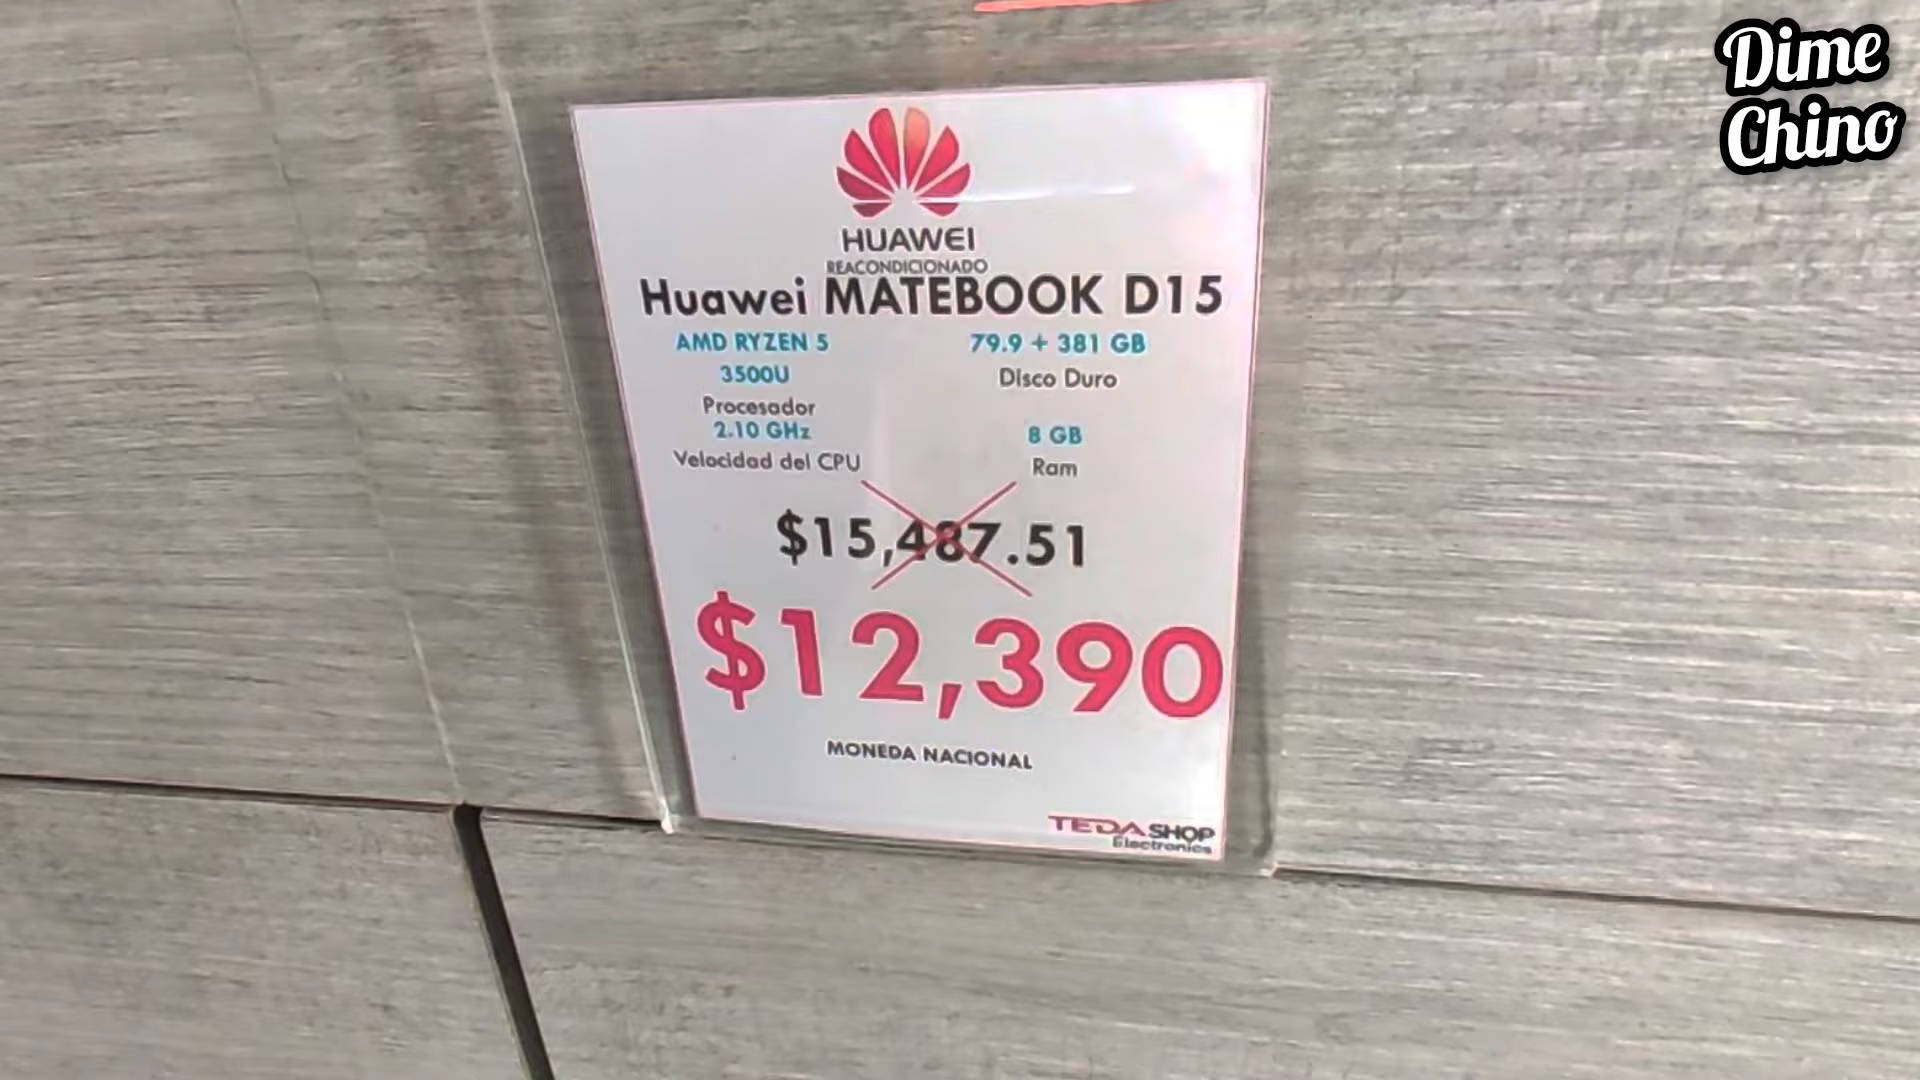 Dime
Chino
HUAWEI
REACONDICIONADO
Huawei MATEBOOK D15
AMD RYZEN 5
3500U
Procesador
2.10 GHz
Velocidad del CPU
79.9 + 381 GB
Disco Duro
8 GB
Ram
$15,487.51
$12,390
MONEDA NACIONAL
TEDA SHOP
Electronics